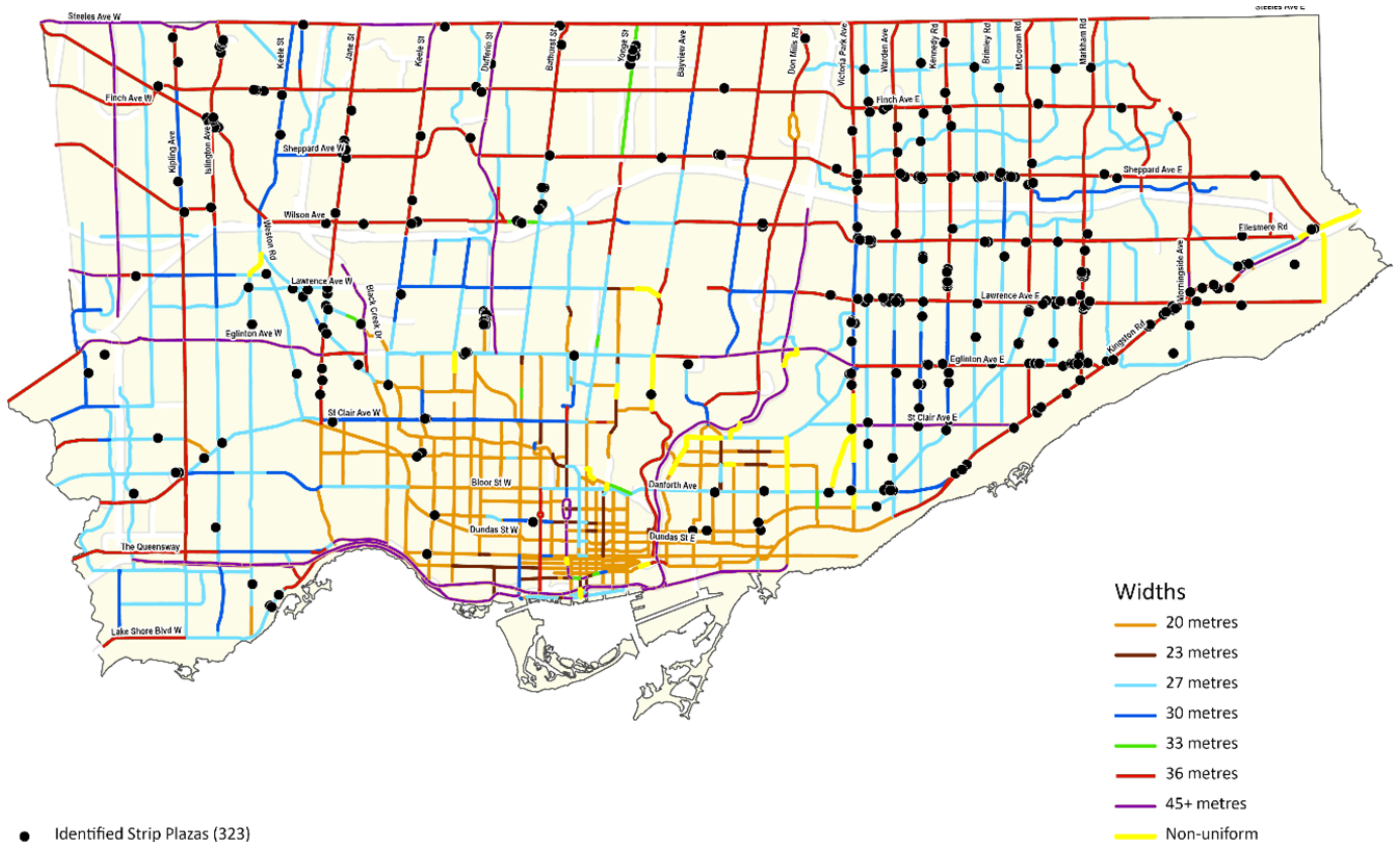 Steeles Ave W
Steeles Ave E
Keele St
Jane St
Keele St
Dufferin St
Bathurst St
Yonge St
Bayview Ave
Don Mills Rd
Victoria Park Ave
Warden Ave
Kennedy Rd
Brimley Rd
McCowan Rd
Markham Rd
Finch Ave W
Finch Ave E
Kipling Ave
Islington Ave
Sheppard Ave W
Sheppard Ave E
Wilson Ave
Weston Rd
Ellesmere Rd
Morningside Ave
Lawrence Ave W
Black Creek Dr
Lawrence Ave E
Kingston Rd
Eglinton Ave W
Eglinton Ave E
St Clair Ave W
St Clair Ave E
Bloor St W
Danforth Ave
Dundas St W
Dundas St E
The Queensway
Lake Shore Blvd W
Widths
20 metres
23 metres
27 metres
30 metres
33 metres
36 metres
45+ metres
Non-uniform
Identified Strip Plazas (323)